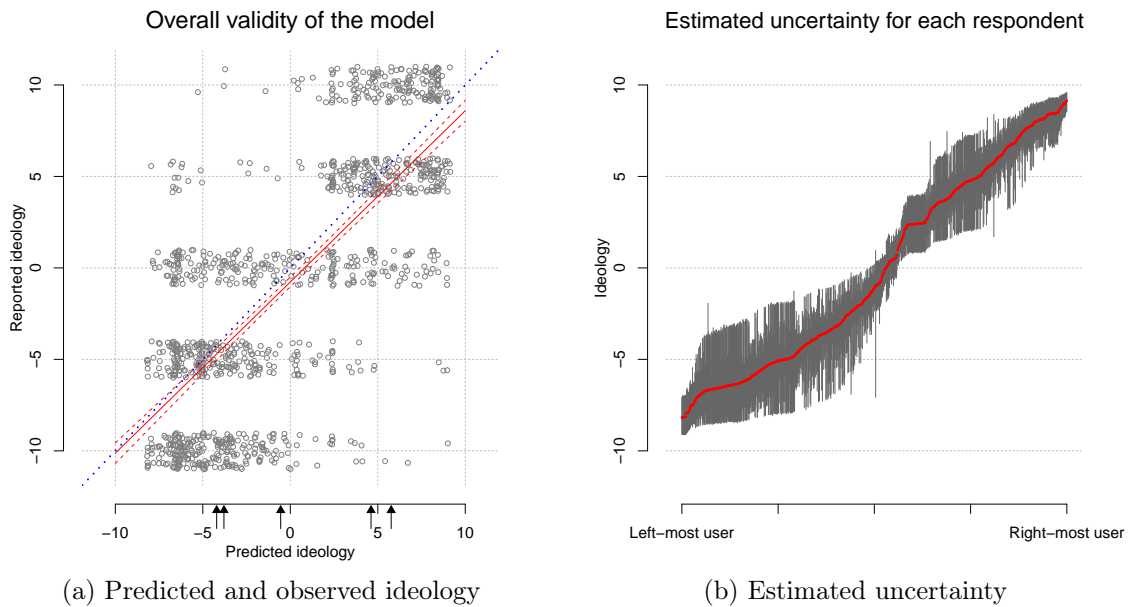 Overall validity of the model
Reported ideology
10
5
0
−5
−10
−10
−5
0
5
10
Predicted ideology
(a) Predicted and observed ideology
Estimated uncertainty for each respondent
Ideology
10
5
0
−5
−10
Left−most user
Right−most user
(b) Estimated uncertainty